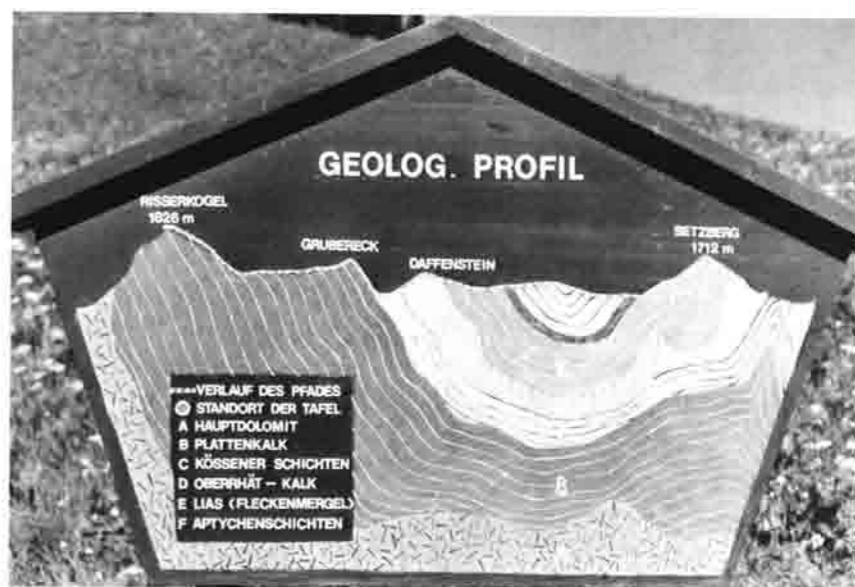 GEOLOG. PROFIL
RISSERKOGEL
1826 m
GRUBERECK
DAFFENSTEIN
SETZBERG
1712 m
VERLAUF DES PFADES
STANDORT DER TAFEL
A HAUPTDOLOMIT
B PLATTENKALK
C KÖSSENER SCHICHTEN
D OBERRHÄT – KALK
E LIAS (FLECKENMERGEL)
F APTYCHENSCHICHTEN
B